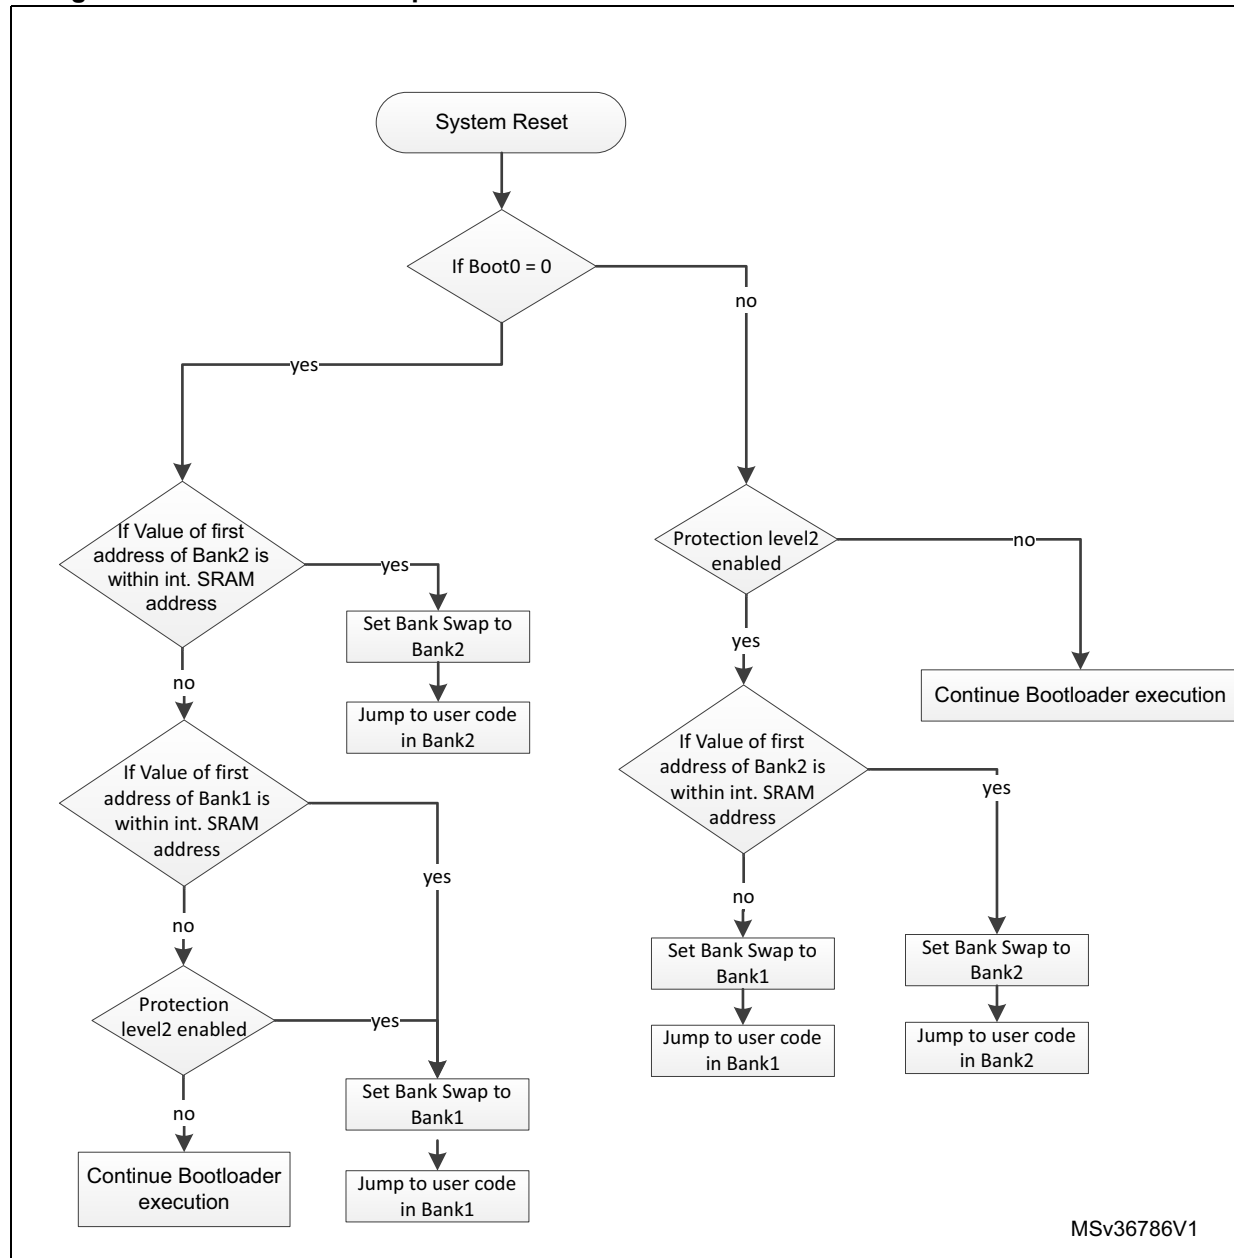 System Reset
If Boot0 = 0
no
yes
If Value of first
address of Bank2 is
within int. SRAM
address
yes
Set Bank Swap to
Bank2
no
Jump to user code
in Bank2
If Value of first
address of Bank1 is
within int. SRAM
address
yes
no
Protection
level2 enabled
yes
Set Bank Swap to
Bank1
no
Continue Bootloader
execution
Jump to user code
in Bank1
Protection level2
enabled
no
yes
Continue Bootloader execution
If Value of first
address of Bank2 is
within int. SRAM
address
yes
no
Set Bank Swap to
Bank1
Set Bank Swap to
Bank2
Jump to user code
in Bank1
Jump to user code
in Bank2
MSv36786V1